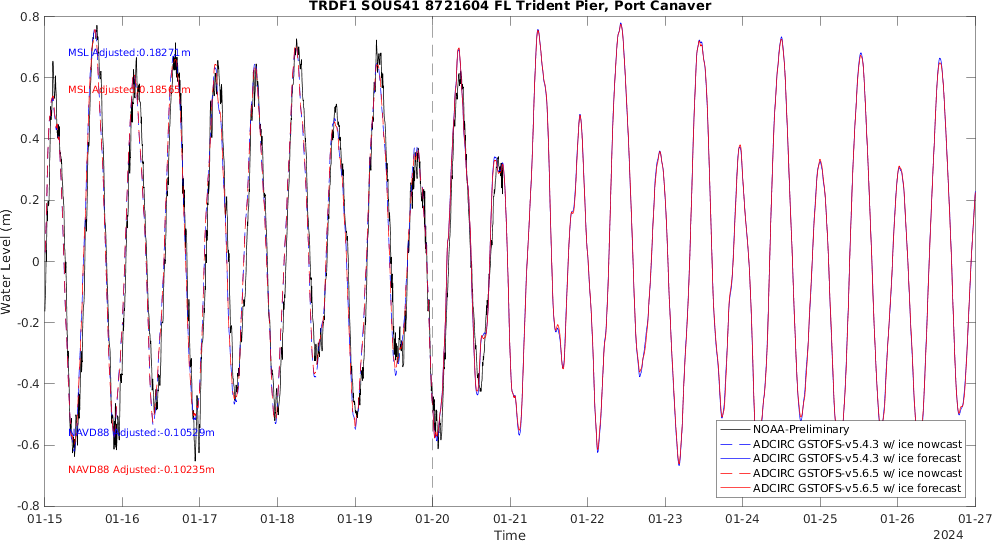 TRDF1 SOUS41 8721604 FL Trident Pier, Port Canaver
0.8
0.6
0.4
0.2
0
-0.2
-0.4
-0.6
-0.8
Water Level (m)
MSL Adjusted:0.18271m
MSL Adjusted:0.18565m
NAVD88 Adjusted:-0.10529m
NAVD88 Adjusted:-0.10235m
NOAA-Preliminary
ADCIRC GSTOFS-v5.4.3 w/ ice nowcast
ADCIRC GSTOFS-v5.4.3 w/ ice forecast
ADCIRC GSTOFS-v5.6.5 w/ ice nowcast
ADCIRC GSTOFS-v5.6.5 w/ ice forecast
01-15 01-16 01-17 01-18 01-19 01-20 01-21 01-22 01-23 01-24 01-25 01-26 01-27
Time
2024